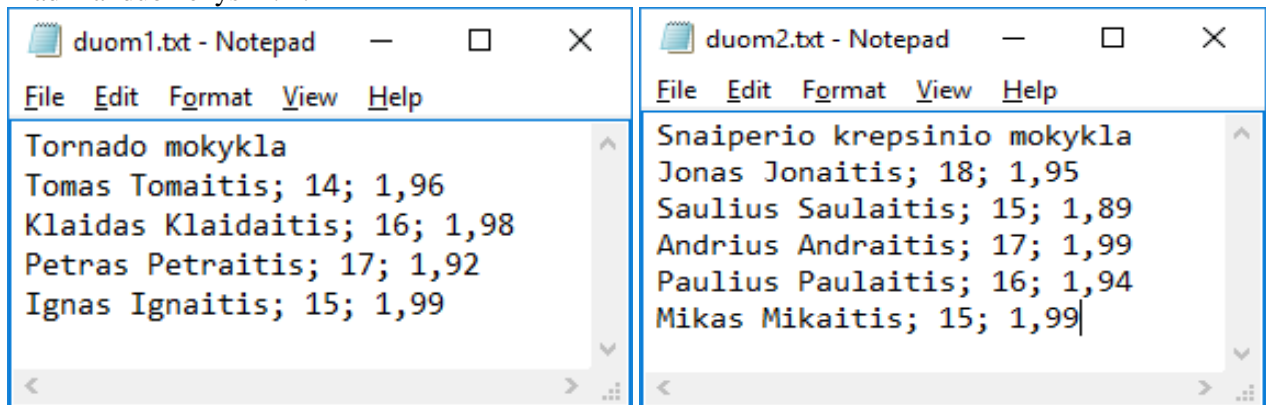 duom1.txt - Notepad
File Edit Format View Help
Tornado mokykla
Tomas Tomaitis; 14; 1,96
Klaidas Klaidaitis; 16; 1,98
Petras Petraitis; 17; 1,92
Ignas Ignaitis; 15; 1,99
duom2.txt - Notepad
File Edit Format View Help
Snaiperio krepsinio mokykla
Jonas Jonaitis; 18; 1,95
Saulius Saulaitis; 15; 1,89
Andrius Andraitis; 17; 1,99
Paulius Paulaitis; 16; 1,94
Mikas Mikaitis; 15; 1,99